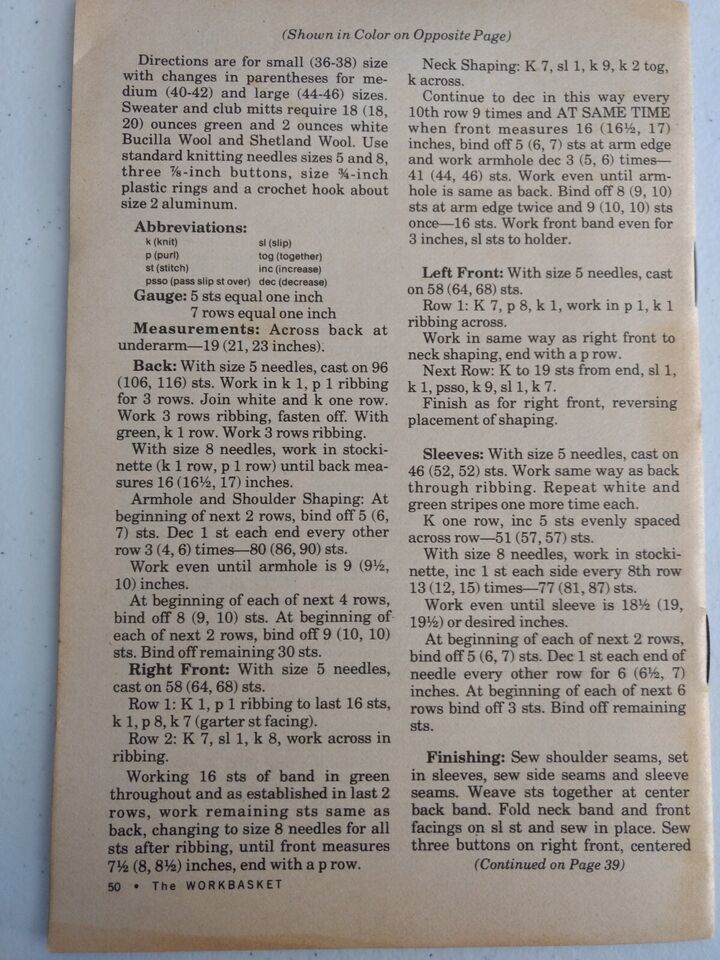 (Shown in Color on Opposite Page)
Directions are for small (36-38) size
with changes in parentheses for me-
dium (40-42) and large (44-46) sizes.
Sweater and club mitts require 18 (18,
20) ounces green and 2 ounces white
Bucilla Wool and Shetland Wool. Use
standard knitting needles sizes 5 and 8,
three ⅞-inch buttons, size ¾-inch
plastic rings and a crochet hook about
size 2 aluminum.
Abbreviations:
k (knit) sl (slip)
p (purl) tog (together)
st (stitch) inc (increase)
psso (pass slip st over) dec (decrease)
Gauge: 5 sts equal one inch
7 rows equal one inch
Measurements: Across back at
underarm—19 (21, 23 inches).
Back: With size 5 needles, cast on 96
(106, 116) sts. Work in k 1, p 1 ribbing
for 3 rows. Join white and k one row.
Work 3 rows ribbing, fasten off. With
green, k 1 row. Work 3 rows ribbing.
With size 8 needles, work in stocki-
nette (k 1 row, p 1 row) until back mea-
sures 16 (16½, 17) inches.
Armhole and Shoulder Shaping: At
beginning of next 2 rows, bind off 5 (6,
7) sts. Dec 1 st each end every other
row 3 (4, 6) times—80 (86, 90) sts.
Work even until armhole is 9 (9½,
10) inches.
At beginning of each of next 4 rows,
bind off 8 (9, 10) sts. At beginning of
each of next 2 rows, bind off 9 (10, 10)
sts. Bind off remaining 30 sts.
Right Front: With size 5 needles,
cast on 58 (64, 68) sts.
Row 1: K 1, p 1 ribbing to last 16 sts,
k 1, p 8, k 7 (garter st facing).
Row 2: K 7, sl 1, k 8, work across in
ribbing.
Working 16 sts of band in green
throughout and as established in last 2
rows, work remaining sts same as
back, changing to size 8 needles for all
sts after ribbing, until front measures
7½ (8, 8½) inches, end with a p row.
50 • The WORKBASKET
Neck Shaping: K 7, sl 1, k 9, k 2 tog,
k across.
Continue to dec in this way every
10th row 9 times and AT SAME TIME
when front measures 16 (16½, 17)
inches, bind off 5 (6, 7) sts at arm edge
and work armhole dec 3 (5, 6) times—
41 (44, 46) sts. Work even until arm-
hole is same as back. Bind off 8 (9, 10)
sts at arm edge twice and 9 (10, 10) sts
once—16 sts. Work front band even for
3 inches, sl sts to holder.
Left Front: With size 5 needles, cast
on 58 (64, 68) sts.
Row 1: K 7, p 8, k 1, work in p 1, k 1
ribbing across.
Work in same way as right front to
neck shaping, end with a p row.
Next Row: K to 19 sts from end, sl 1,
k 1, psso, k 9, sl 1, k 7.
Finish as for right front, reversing
placement of shaping.
Sleeves: With size 5 needles, cast on
46 (52, 52) sts. Work same way as back
through ribbing. Repeat white and
green stripes one more time each.
K one row, inc 5 sts evenly spaced
across row—51 (57, 57) sts.
With size 8 needles, work in stocki-
nette, inc 1 st each side every 8th row
13 (12, 15) times—77 (81, 87) sts.
Work even until sleeve is 18½ (19,
19½) or desired inches.
At beginning of each of next 2 rows,
bind off 5 (6, 7) sts. Dec 1 st each end of
needle every other row for 6 (6½, 7)
inches. At beginning of each of next 6
rows bind off 3 sts. Bind off remaining
sts.
Finishing: Sew shoulder seams, set
in sleeves, sew side seams and sleeve
seams. Weave sts together at center
back band. Fold neck band and front
facings on sl st and sew in place. Sew
three buttons on right front, centered
(Continued on Page 39)